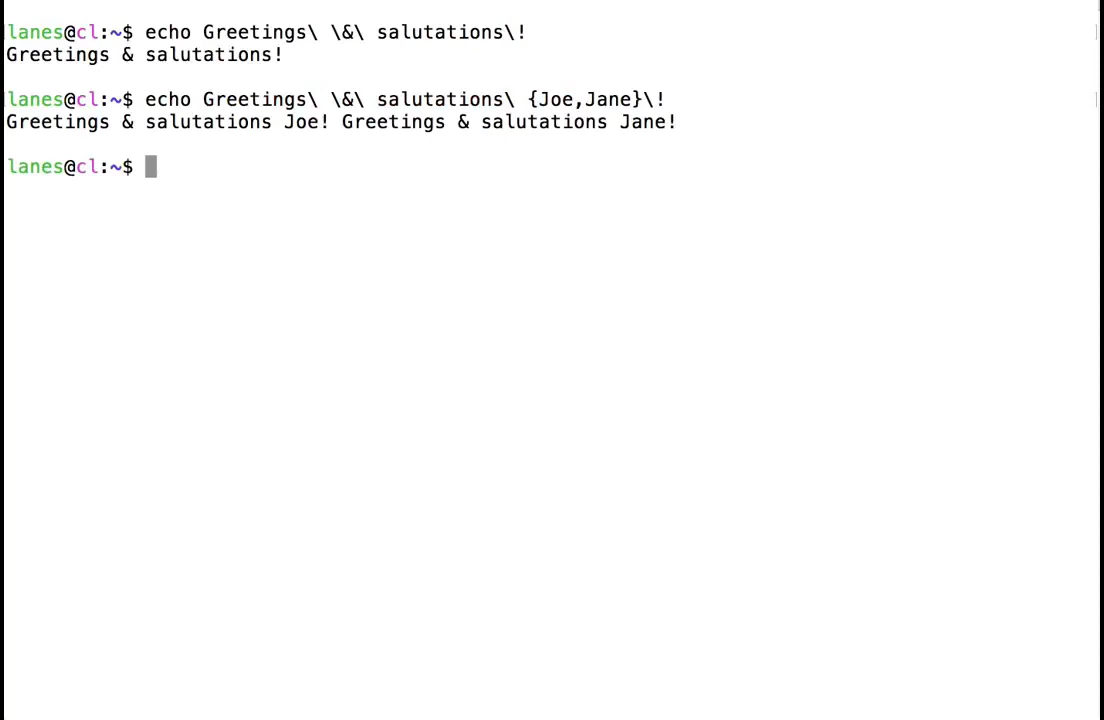 lanes@cl:~$ echo Greetings\ \&\ salutations\!
Greetings & salutations!
lanes@cl:~$ echo Greetings\ \&\ salutations\ {Joe,Jane}\!
Greetings & salutations Joe! Greetings & salutations Jane!
lanes@cl:~$